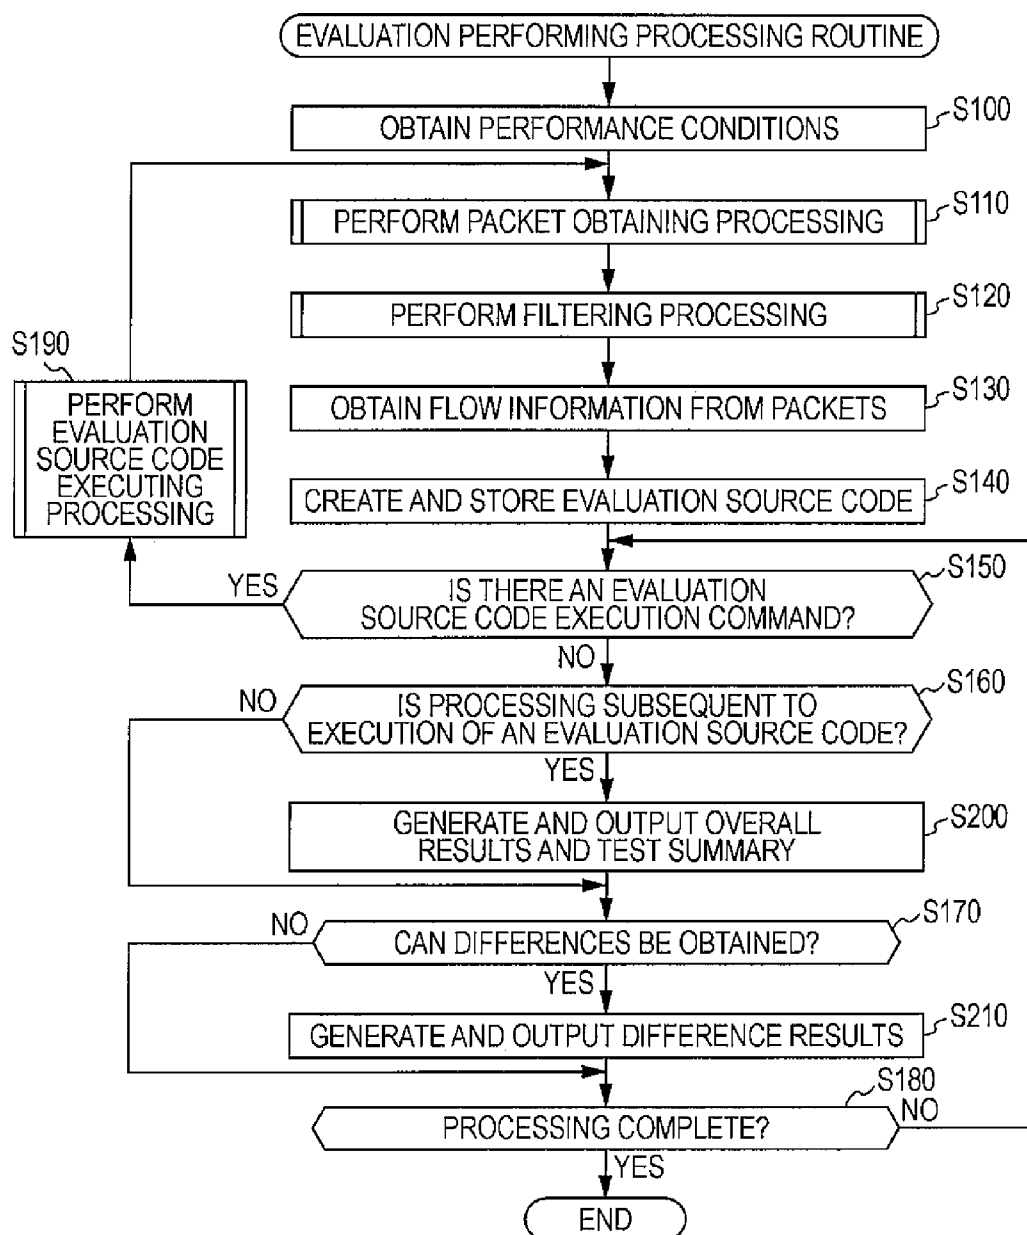 EVALUATION PERFORMING PROCESSING ROUTINE
S100
OBTAIN PERFORMANCE CONDITIONS
S110
PERFORM PACKET OBTAINING PROCESSING
S120
PERFORM FILTERING PROCESSING
S190
PERFORM
EVALUATION
SOURCE CODE
EXECUTING
PROCESSING
S130
OBTAIN FLOW INFORMATION FROM PACKETS
S140
CREATE AND STORE EVALUATION SOURCE CODE
S150
YES
IS THERE AN EVALUATION
SOURCE CODE EXECUTION COMMAND?
NO
S160
NO
IS PROCESSING SUBSEQUENT TO
EXECUTION OF AN EVALUATION SOURCE CODE?
YES
S200
GENERATE AND OUTPUT OVERALL
RESULTS AND TEST SUMMARY
S170
NO
CAN DIFFERENCES BE OBTAINED?
YES
S210
GENERATE AND OUTPUT DIFFERENCE RESULTS
S180
NO
PROCESSING COMPLETE?
YES
END